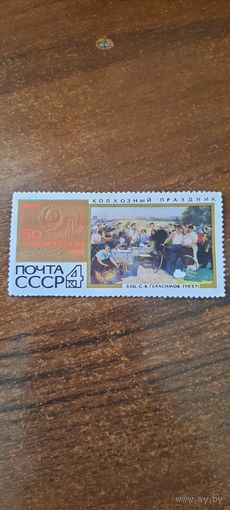 КОЛХОЗНЫЙ ПРАЗДНИК
50
ГЕРОИЧЕСКИХ
ЛЕТ
ПОЧТА
СССР 4
К
ХУД. С.В.ГЕРАСИМОВ (1937)
www.ay.by